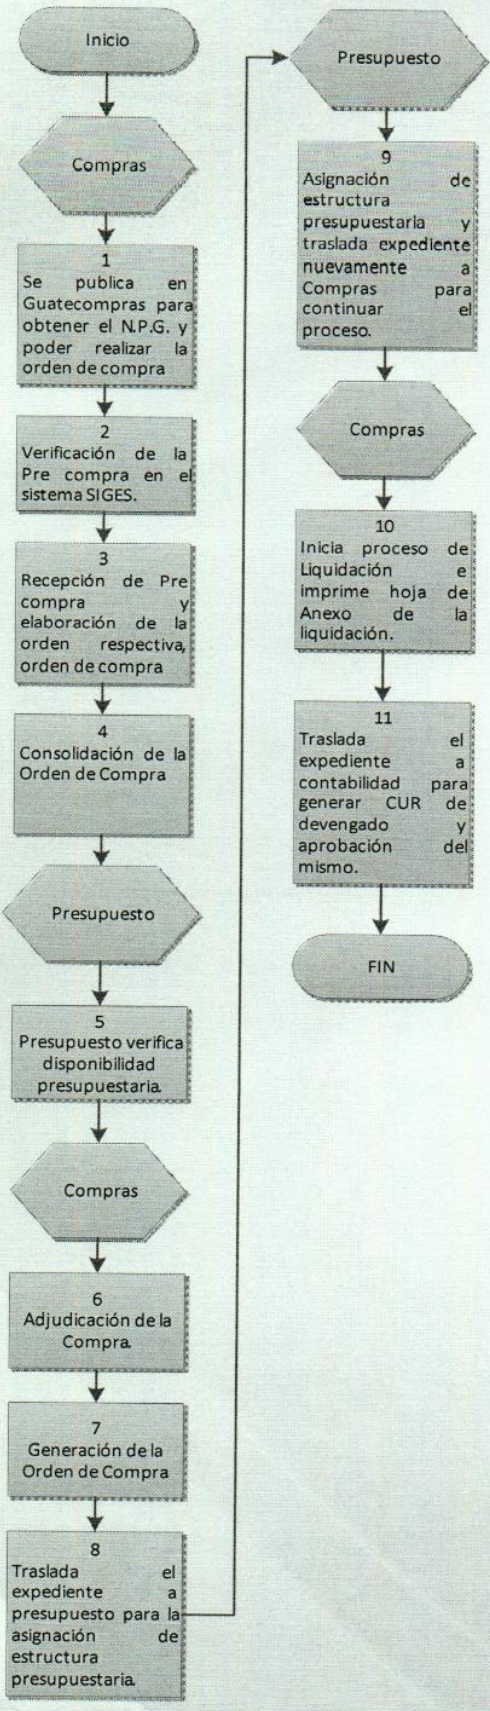 Inicio
Compras
1
Se publica en
Guatecompras para
obtener el N.P.G. y
poder realizar la
orden de compra
2
Verificación de la
Pre compra en el
sistema SIGES.
3
Recepción de Pre
compra y
elaboración de la
orden respectiva,
orden de compra
4
Consolidación de la
Orden de Compra
Presupuesto
5
Presupuesto verifica
disponibilidad
presupuestaria.
Compras
6
Adjudicación de la
Compra.
7
Generación de la
Orden de Compra
8
Traslada el
expediente a
presupuesto para la
asignación de
estructura
presupuestaria.
Presupuesto
9
Asignación de
estructura
presupuestaria y
traslada expediente
nuevamente a
Compras para
continuar el
proceso.
Compras
10
Inicia proceso de
Liquidación e
imprime hoja de
Anexo de la
liquidación.
11
Traslada el
expediente a
contabilidad para
generar CUR de
devengado y
aprobación del
mismo.
FIN